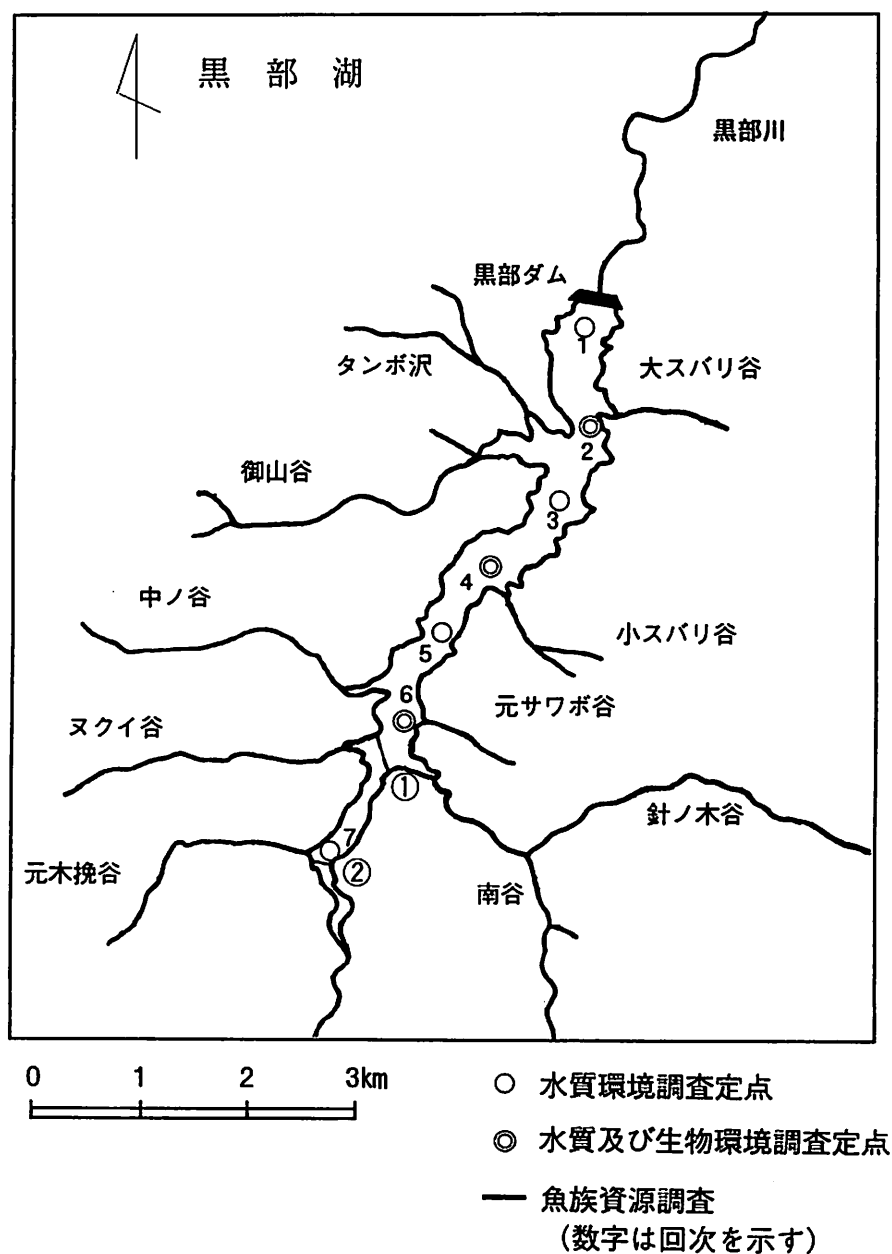 黒部湖
黒部川
黒部ダム
1
タンボ沢
大スバリ谷
2
御山谷
3
4
中ノ谷
小スバリ谷
5
6
元サワボ谷
ヌクイ谷
①
針ノ木谷
7
元木挽谷
②
南谷
0 1 2 3km
○ 水質環境調査定点
◎ 水質及び生物環境調査定点
― 魚族資源調査
(数字は回次を示す)